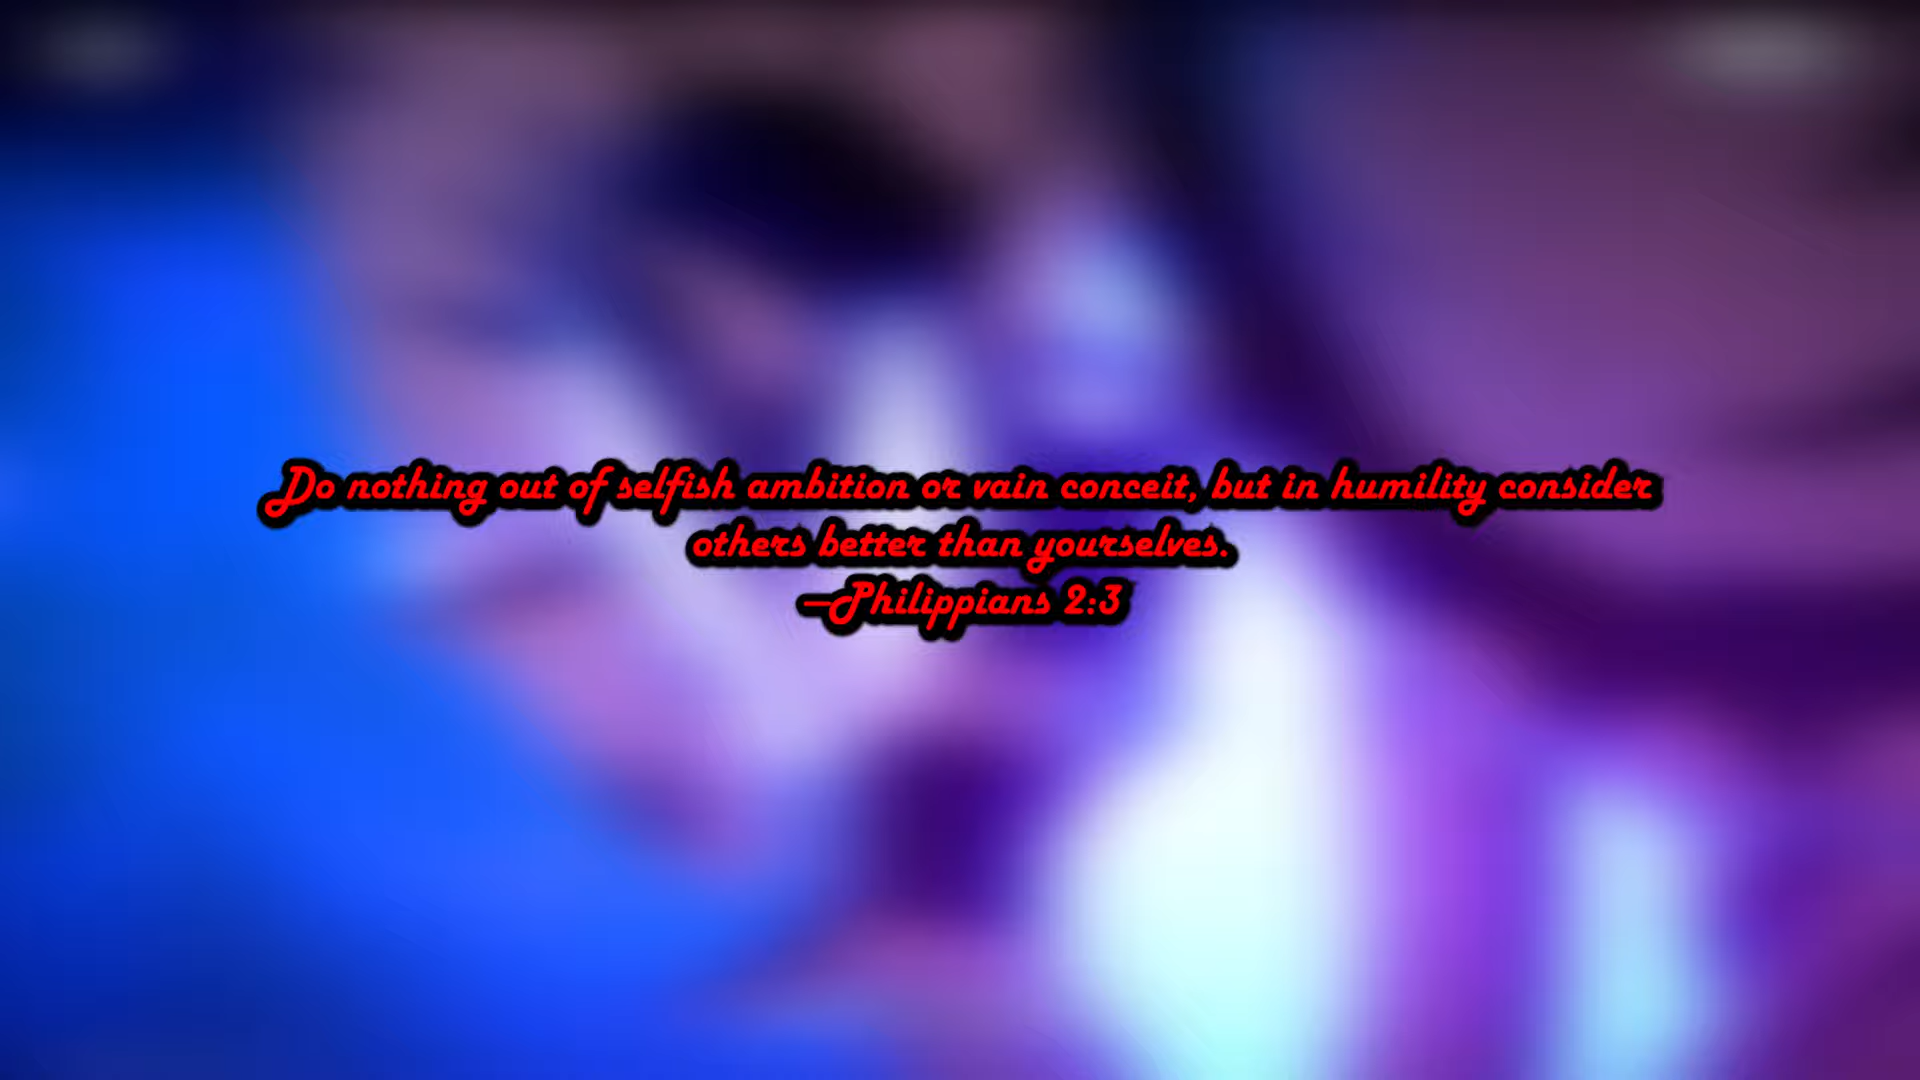 Do nothing out of selfish ambition or vain conceit, but in humility consider
others better than yourselves.
—Philippians 2:3